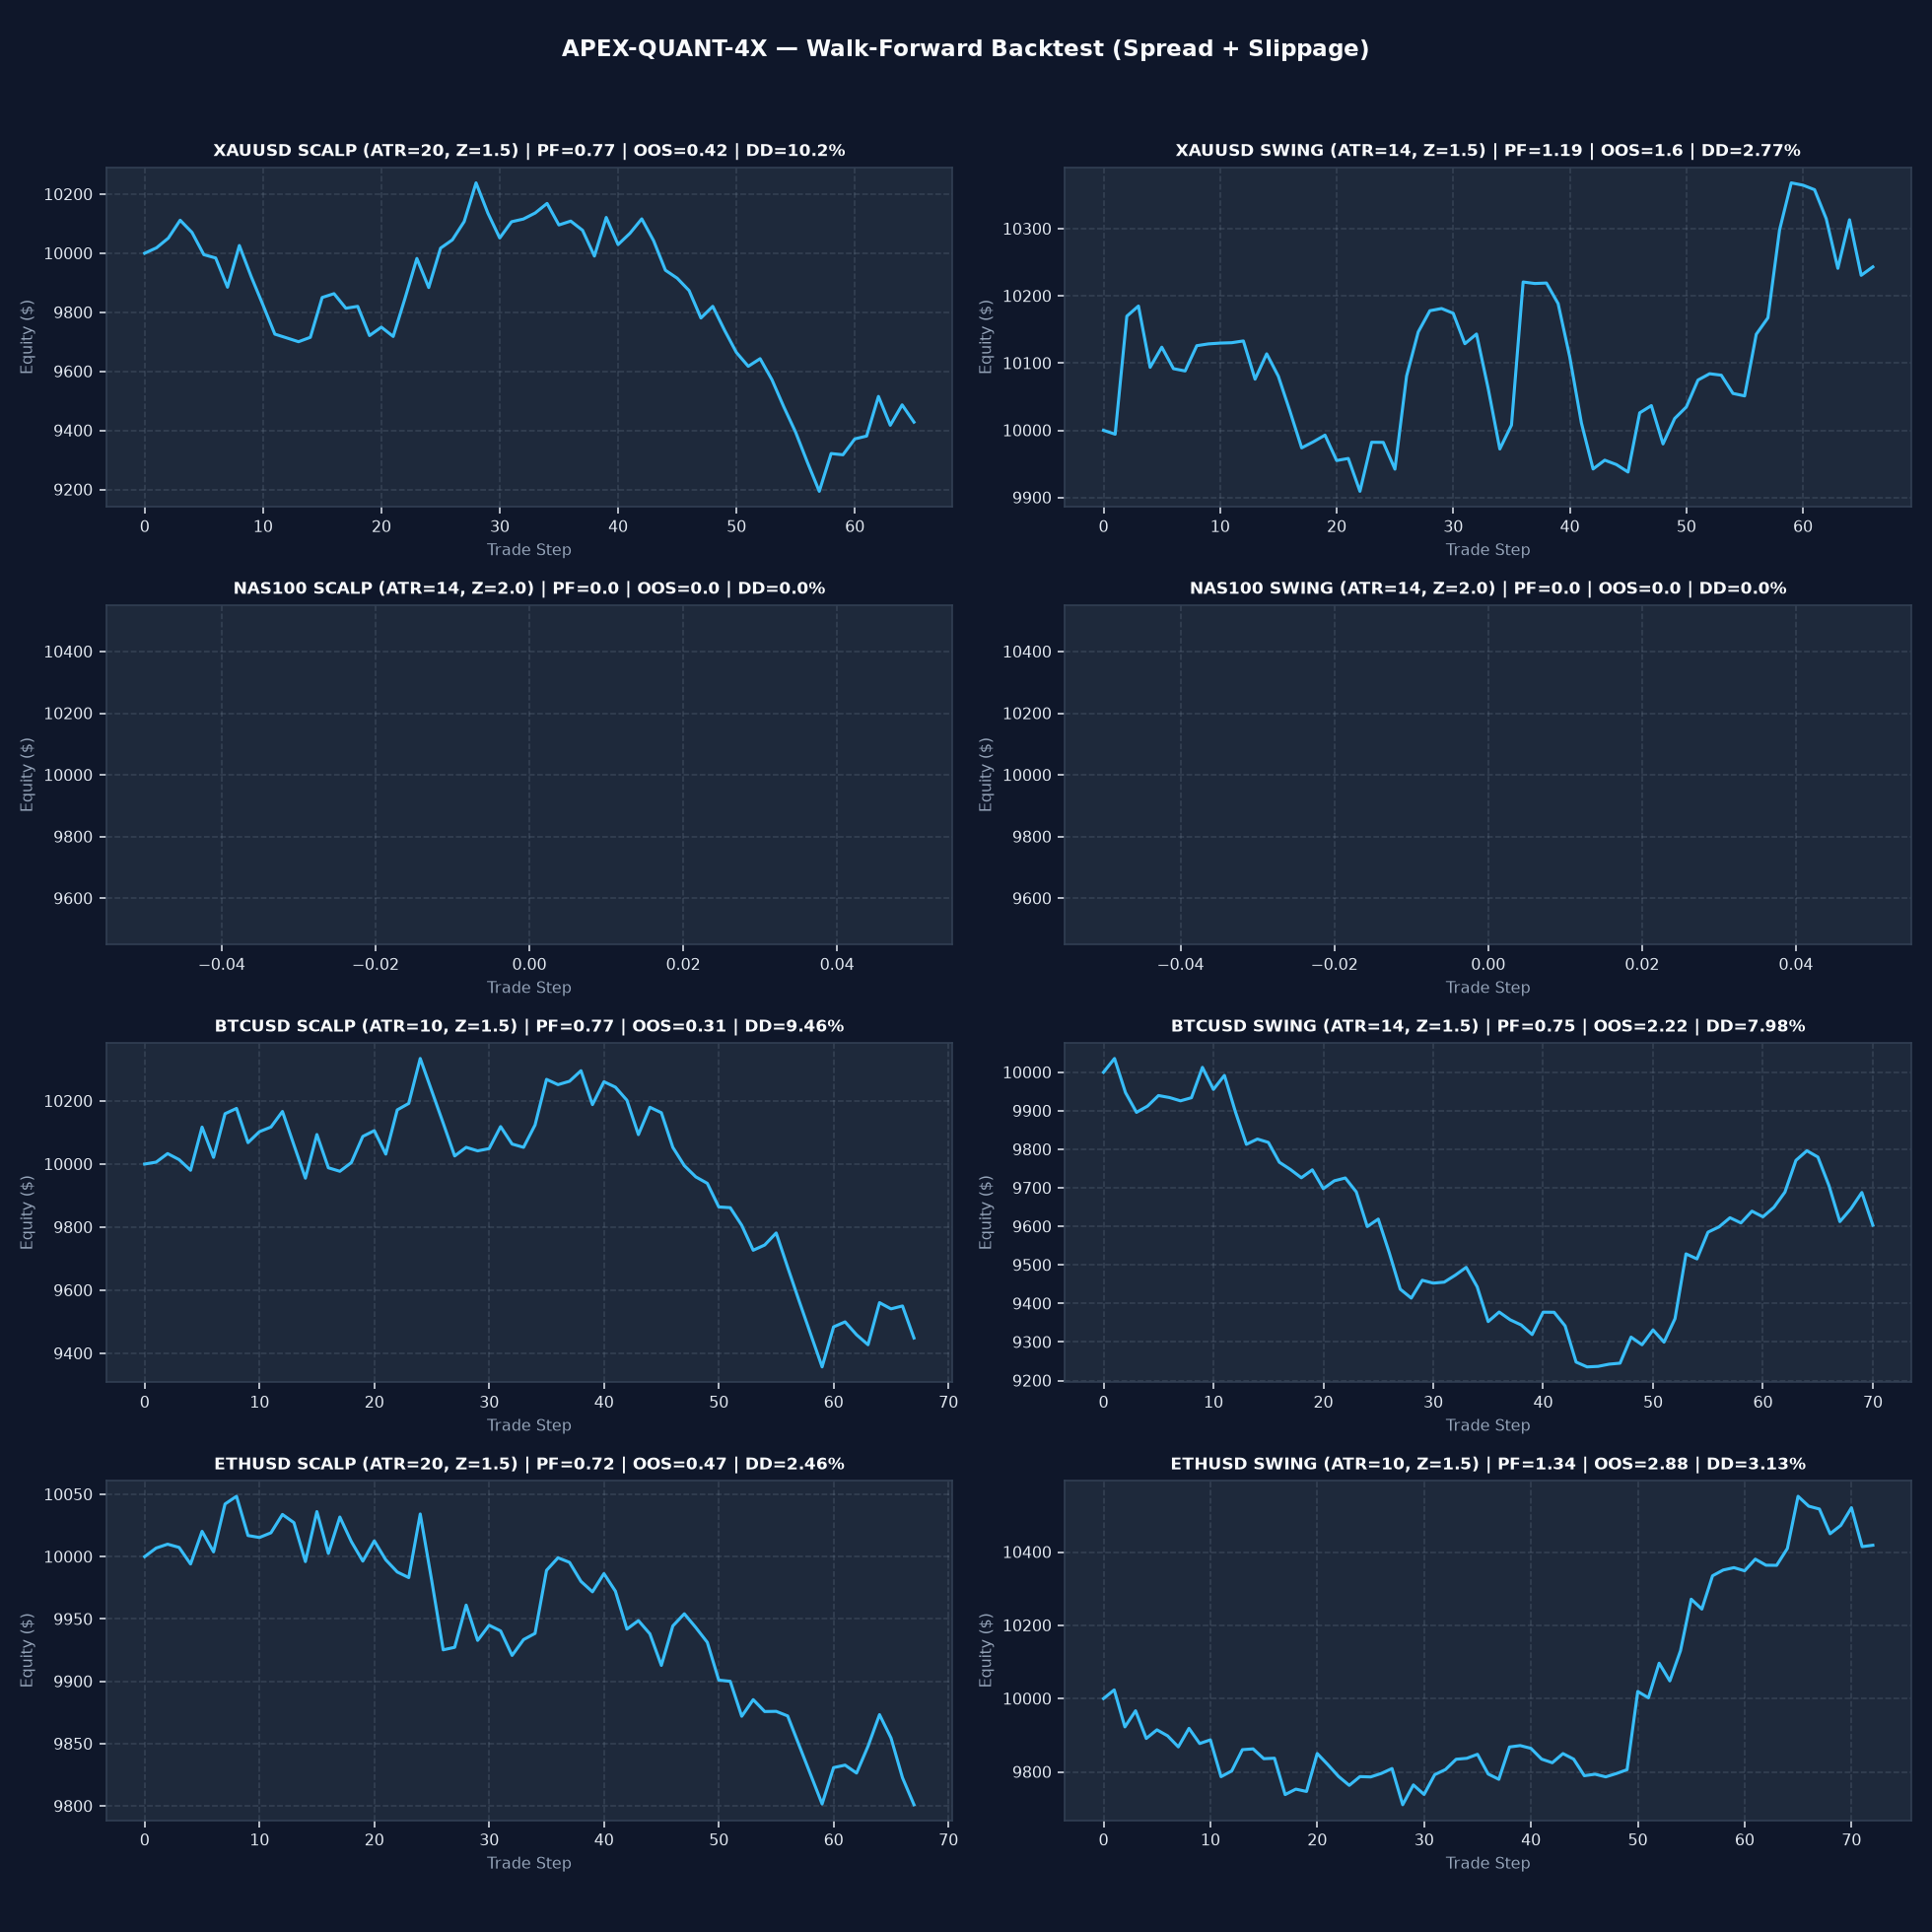 APEX-QUANT-4X — Walk-Forward Backtest (Spread + Slippage)
XAUUSD SCALP (ATR=20, Z=1.5) | PF=0.77 | OOS=0.42 | DD=10.2%
Equity ($)
10200
10000
9800
9600
9400
9200
0 10 20 30 40 50 60
Trade Step
XAUUSD SWING (ATR=14, Z=1.5) | PF=1.19 | OOS=1.6 | DD=2.77%
Equity ($)
10300
10200
10100
10000
9900
0 10 20 30 40 50 60
Trade Step
NAS100 SCALP (ATR=14, Z=2.0) | PF=0.0 | OOS=0.0 | DD=0.0%
Equity ($)
10400
10200
10000
9800
9600
−0.04 −0.02 0.00 0.02 0.04
Trade Step
NAS100 SWING (ATR=14, Z=2.0) | PF=0.0 | OOS=0.0 | DD=0.0%
Equity ($)
10400
10200
10000
9800
9600
−0.04 −0.02 0.00 0.02 0.04
Trade Step
BTCUSD SCALP (ATR=10, Z=1.5) | PF=0.77 | OOS=0.31 | DD=9.46%
Equity ($)
10200
10000
9800
9600
9400
0 10 20 30 40 50 60 70
Trade Step
BTCUSD SWING (ATR=14, Z=1.5) | PF=0.75 | OOS=2.22 | DD=7.98%
Equity ($)
10000
9900
9800
9700
9600
9500
9400
9300
9200
0 10 20 30 40 50 60 70
Trade Step
ETHUSD SCALP (ATR=20, Z=1.5) | PF=0.72 | OOS=0.47 | DD=2.46%
Equity ($)
10050
10000
9950
9900
9850
9800
0 10 20 30 40 50 60 70
Trade Step
ETHUSD SWING (ATR=10, Z=1.5) | PF=1.34 | OOS=2.88 | DD=3.13%
Equity ($)
10400
10200
10000
9800
0 10 20 30 40 50 60 70
Trade Step